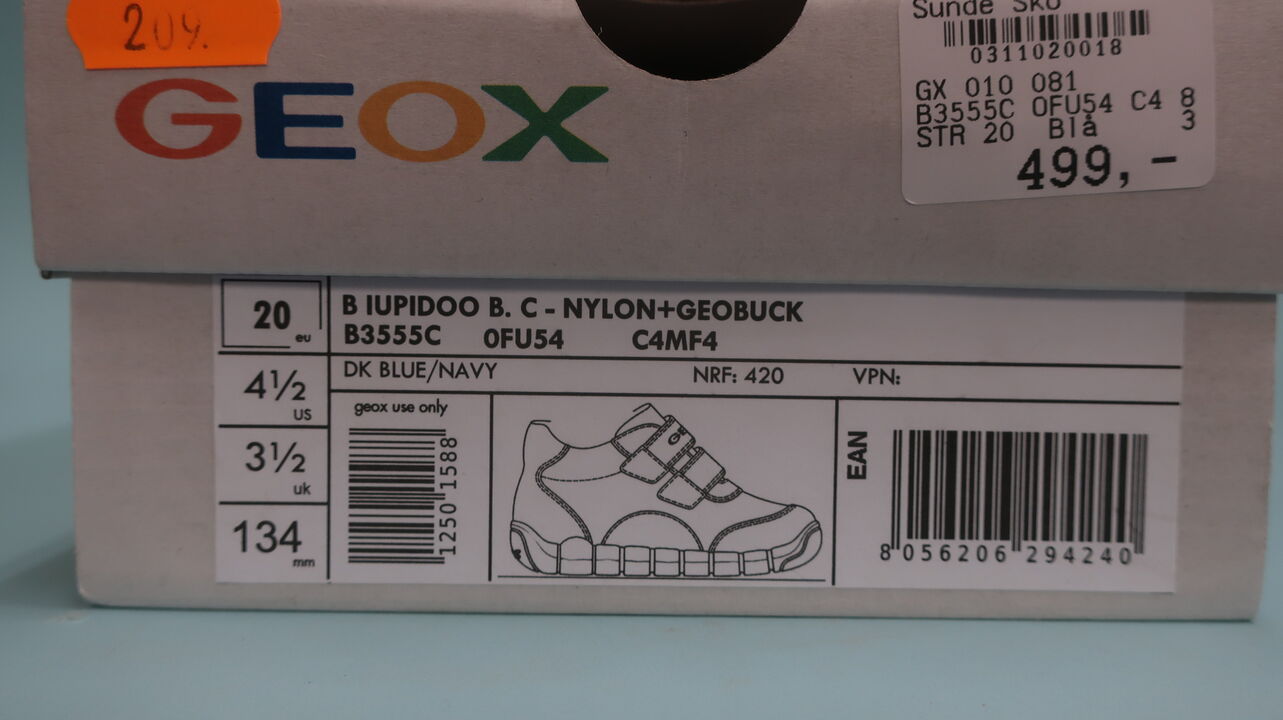 209.
GEOX
Sunde Sko
0311020018
GX 010 081
B3555C 0FU54 C4 8
STR 20 Blå 3
499,-
20 eu
B IUPIDOO B. C - NYLON+GEOBUCK
B3555C 0FU54 C4MF4
4½ US
DK BLUE/NAVY NRF: 420 VPN:
3½ uk
134 mm
geox use only
1250 1588
EAN
8 056206 294240